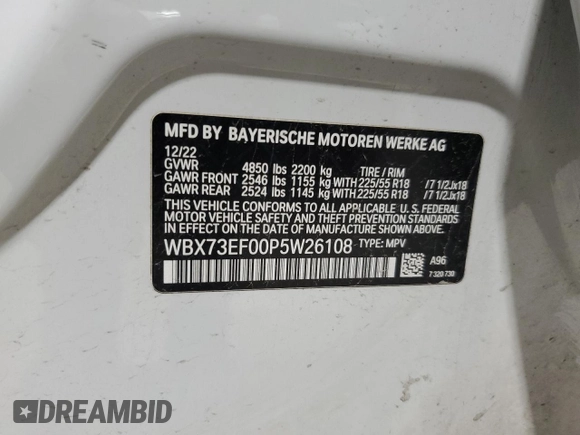 MFD BY BAYERISCHE MOTOREN WERKE AG
12/22
GVWR 4850 lbs 2200 kg TIRE / RIM
GAWR FRONT 2546 lbs 1155 kg WITH 225/55 R18 /7 1/2Jx18
GAWR REAR 2524 lbs 1145 kg WITH 225/55 R18 /7 1/2Jx18
THIS VEHICLE CONFORMS TO ALL APPLICABLE U. S. FEDERAL
MOTOR VEHICLE SAFETY AND THEFT PREVENTION STANDARDS
IN EFFECT ON THE DATE OF MANUFACTURE SHOWN ABOVE.
WBX73EF00P5W26108 TYPE: MPV
A96
7 320 730
DREAMBID